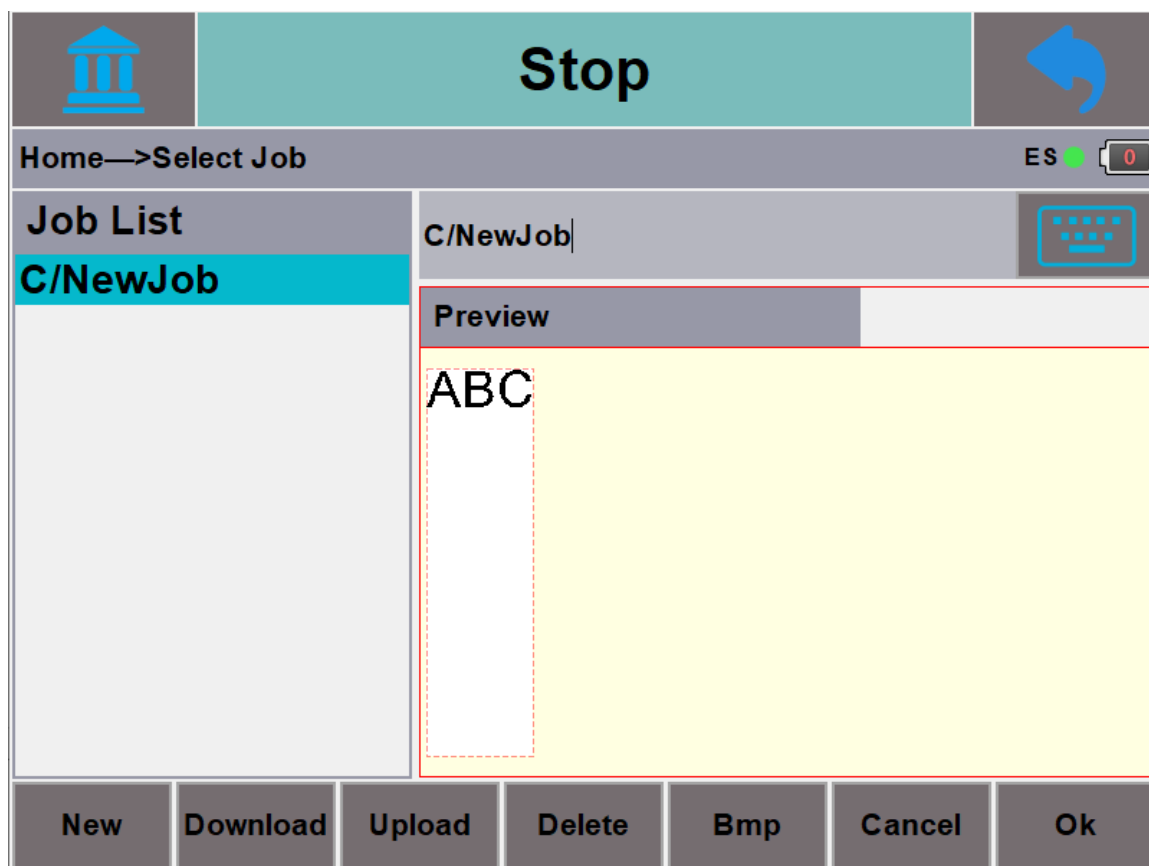 Stop
Home—>Select Job
ES
0
Job List
C/NewJob
C/NewJob
Preview
ABC
New
Download
Upload
Delete
Bmp
Cancel
Ok